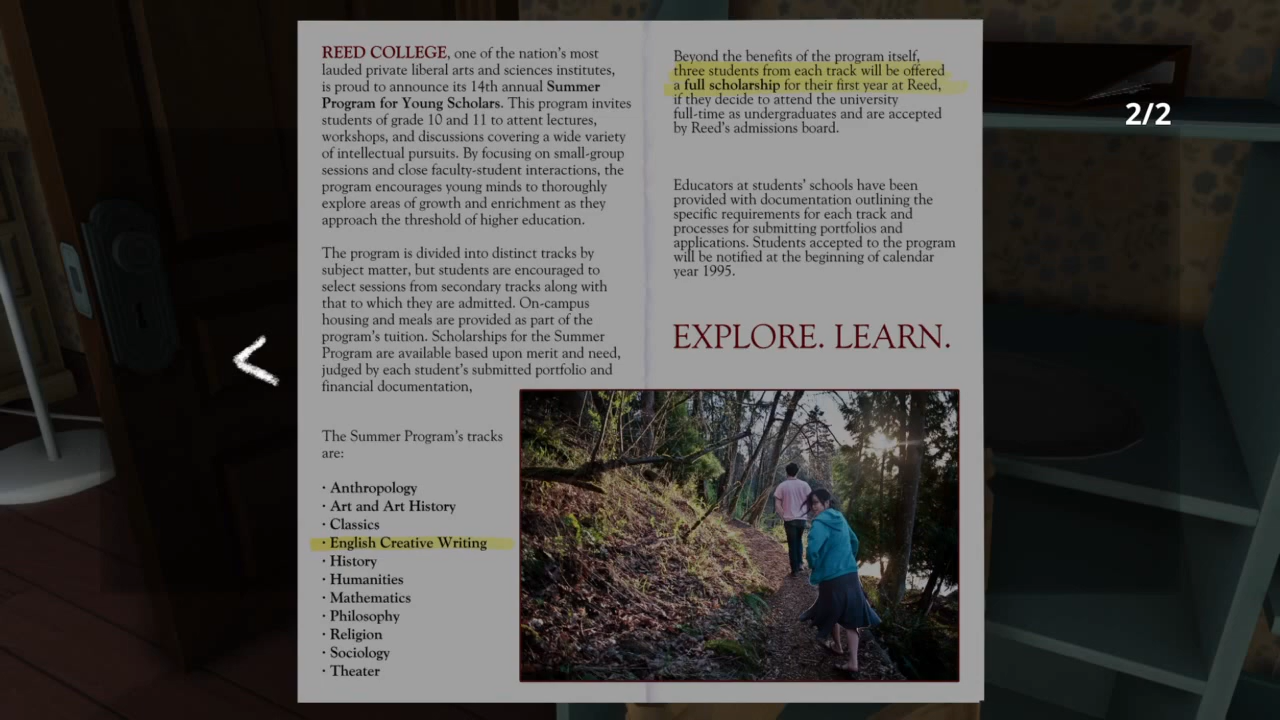 REED COLLEGE, one of the nation's most
lauded private liberal arts and sciences institutes,
is proud to announce its 14th annual Summer
Program for Young Scholars. This program invites
students of grade 10 and 11 to attent lectures,
workshops, and discussions covering a wide variety
of intellectual pursuits. By focusing on small-group
sessions and close faculty-student interactions, the
program encourages young minds to thoroughly
explore areas of growth and enrichment as they
approach the threshold of higher education.
The program is divided into distinct tracks by
subject matter, but students are encouraged to
select sessions from secondary tracks along with
that to which they are admitted. On-campus
housing and meals are provided as part of the
program's tuition. Scholarships for the Summer
Program are available based upon merit and need,
judged by each student's submitted portfolio and
financial documentation,
The Summer Program's tracks
are:
· Anthropology
· Art and Art History
· Classics
· English Creative Writing
· History
· Humanities
· Mathematics
· Philosophy
· Religion
· Sociology
· Theater
Beyond the benefits of the program itself,
three students from each track will be offered
a full scholarship for their first year at Reed,
if they decide to attend the university
full-time as undergraduates and are accepted
by Reed's admissions board.
Educators at students' schools have been
provided with documentation outlining the
specific requirements for each track and
processes for submitting portfolios and
applications. Students accepted to the program
will be notified at the beginning of calendar
year 1995.
EXPLORE. LEARN.
2/2